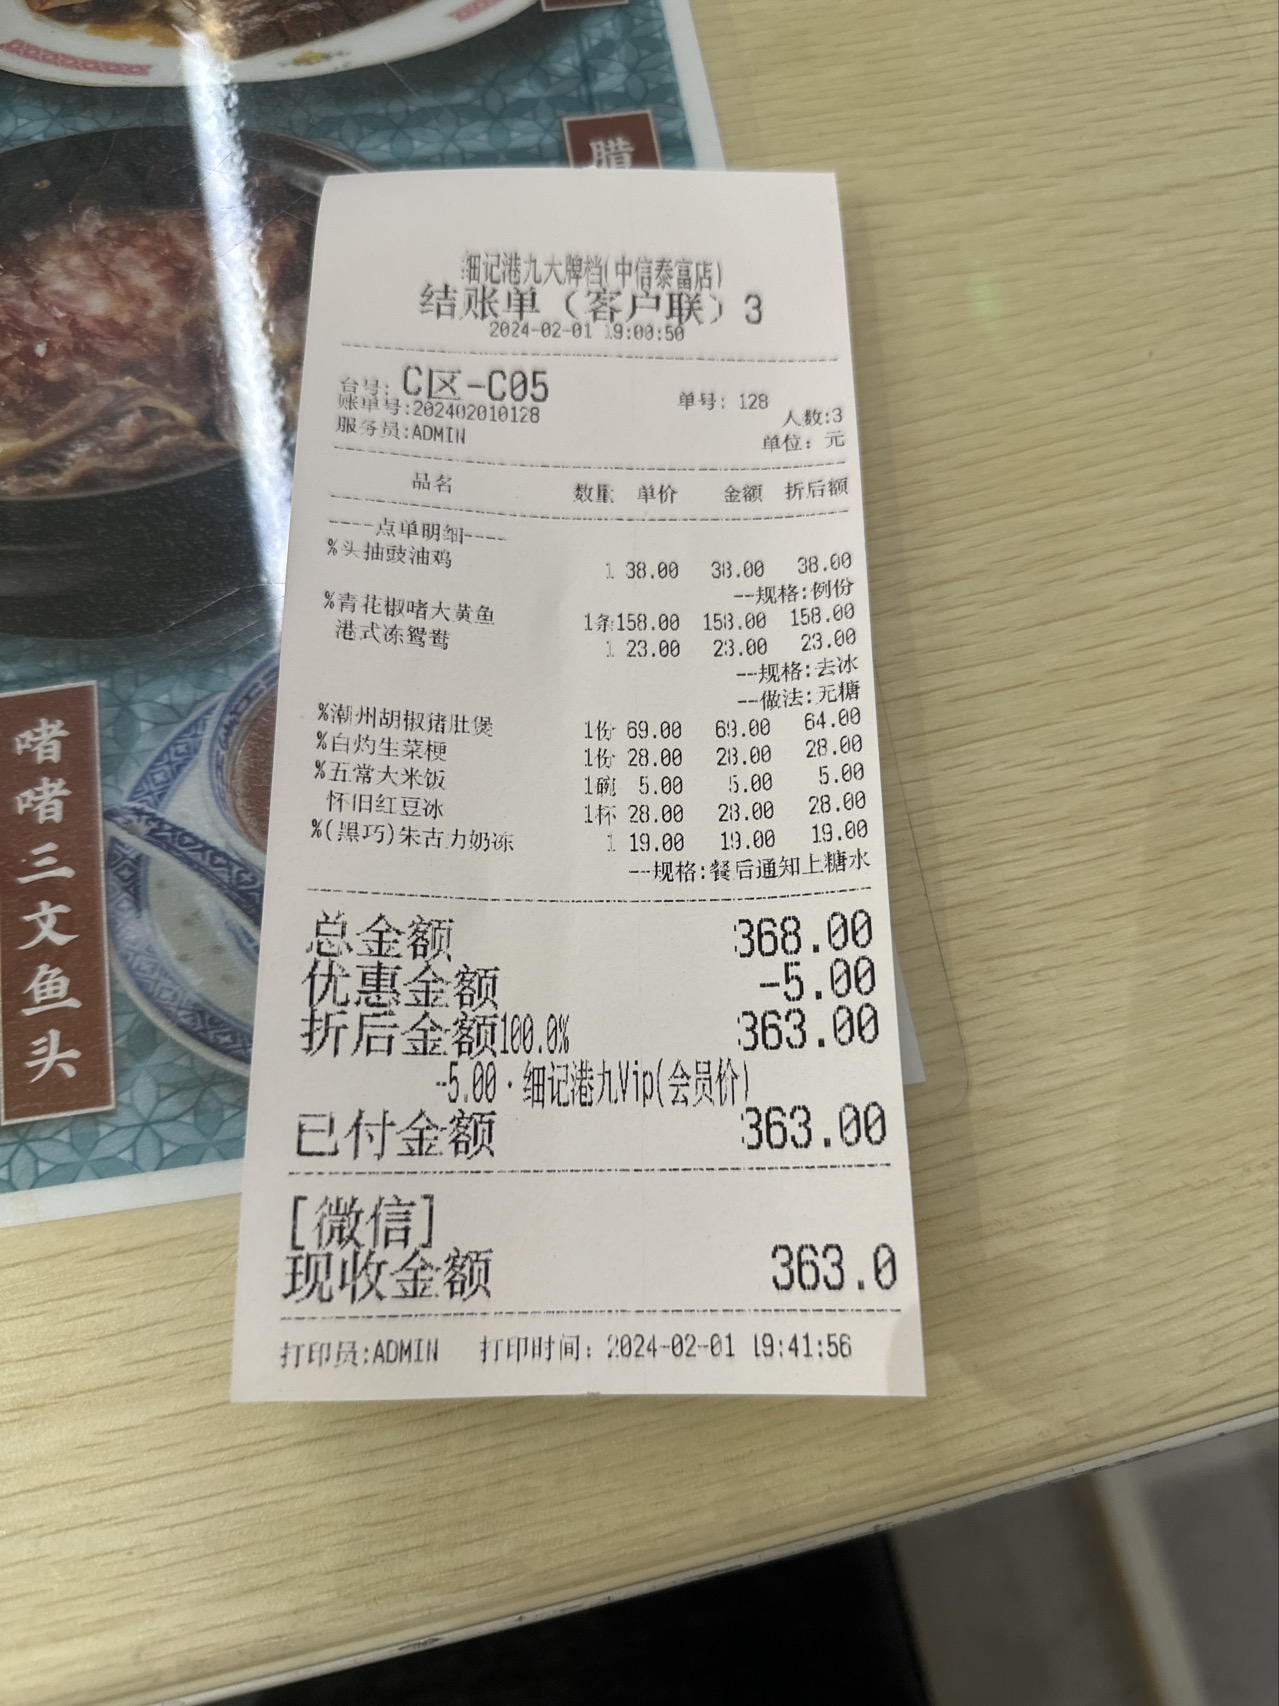 腊
啫啫三文鱼头
细记港九大牌档(中信泰富店)
结账单（客户联）3
2024-02-01 19:00:50
台号: C区-C05 单号: 128
账单号:202402010128 人数:3
服务员:ADMIN 单位: 元
品名 数量 单价 金额 折后额
----点单明细----
%头抽豉油鸡 1 38.00 38.00 38.00
--规格:例份
%青花椒啫大黄鱼 1条158.00 158.00 158.00
港式冻鸳鸯 1 23.00 23.00 23.00
--规格:去冰
--做法:无糖
%潮州胡椒猪肚煲 1份 69.00 69.00 64.00
%白灼生菜梗 1份 28.00 28.00 28.00
%五常大米饭 1碗 5.00 5.00 5.00
怀旧红豆冰 1杯 28.00 28.00 28.00
%(黑巧)朱古力奶冻 1 19.00 19.00 19.00
--规格:餐后通知上糖水
总金额 368.00
优惠金额 -5.00
折后金额100.0% 363.00
-5.00·细记港九Vip(会员价)
已付金额 363.00
[微信]
现收金额 363.0
打印员:ADMIN 打印时间: 2024-02-01 19:41:56